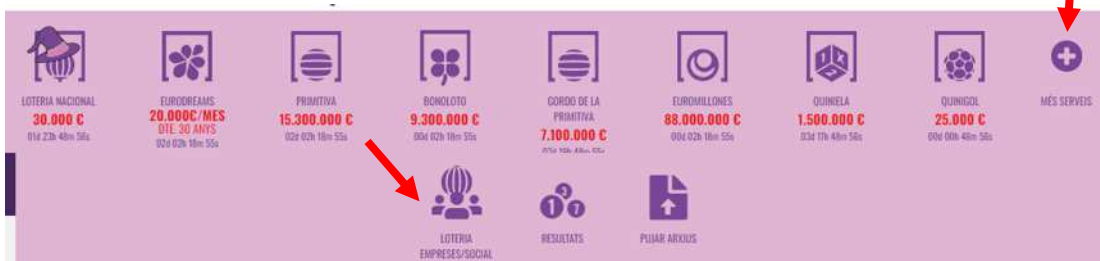 LOTERIA NACIONAL
30.000 €
01d 23h 48m 56s
EURODREAMS
20.000€/MES
DTE. 30 ANYS
02d 02h 18m 55s
PRIMITIVA
15.300.000 €
02d 02h 18m 55s
BONOLOTO
9.300.000 €
00d 02h 18m 55s
GORDO DE LA
PRIMITIVA
7.100.000 €
EUROMILLONES
88.000.000 €
00d 02h 18m 55s
QUINIELA
1.500.000 €
03d 17h 48m 56s
QUINIGOL
25.000 €
00d 00h 48m 56s
MÉS SERVEIS
LOTERIA
EMPRESES/SOCIAL
RESULTATS
PUJAR ARXIUS